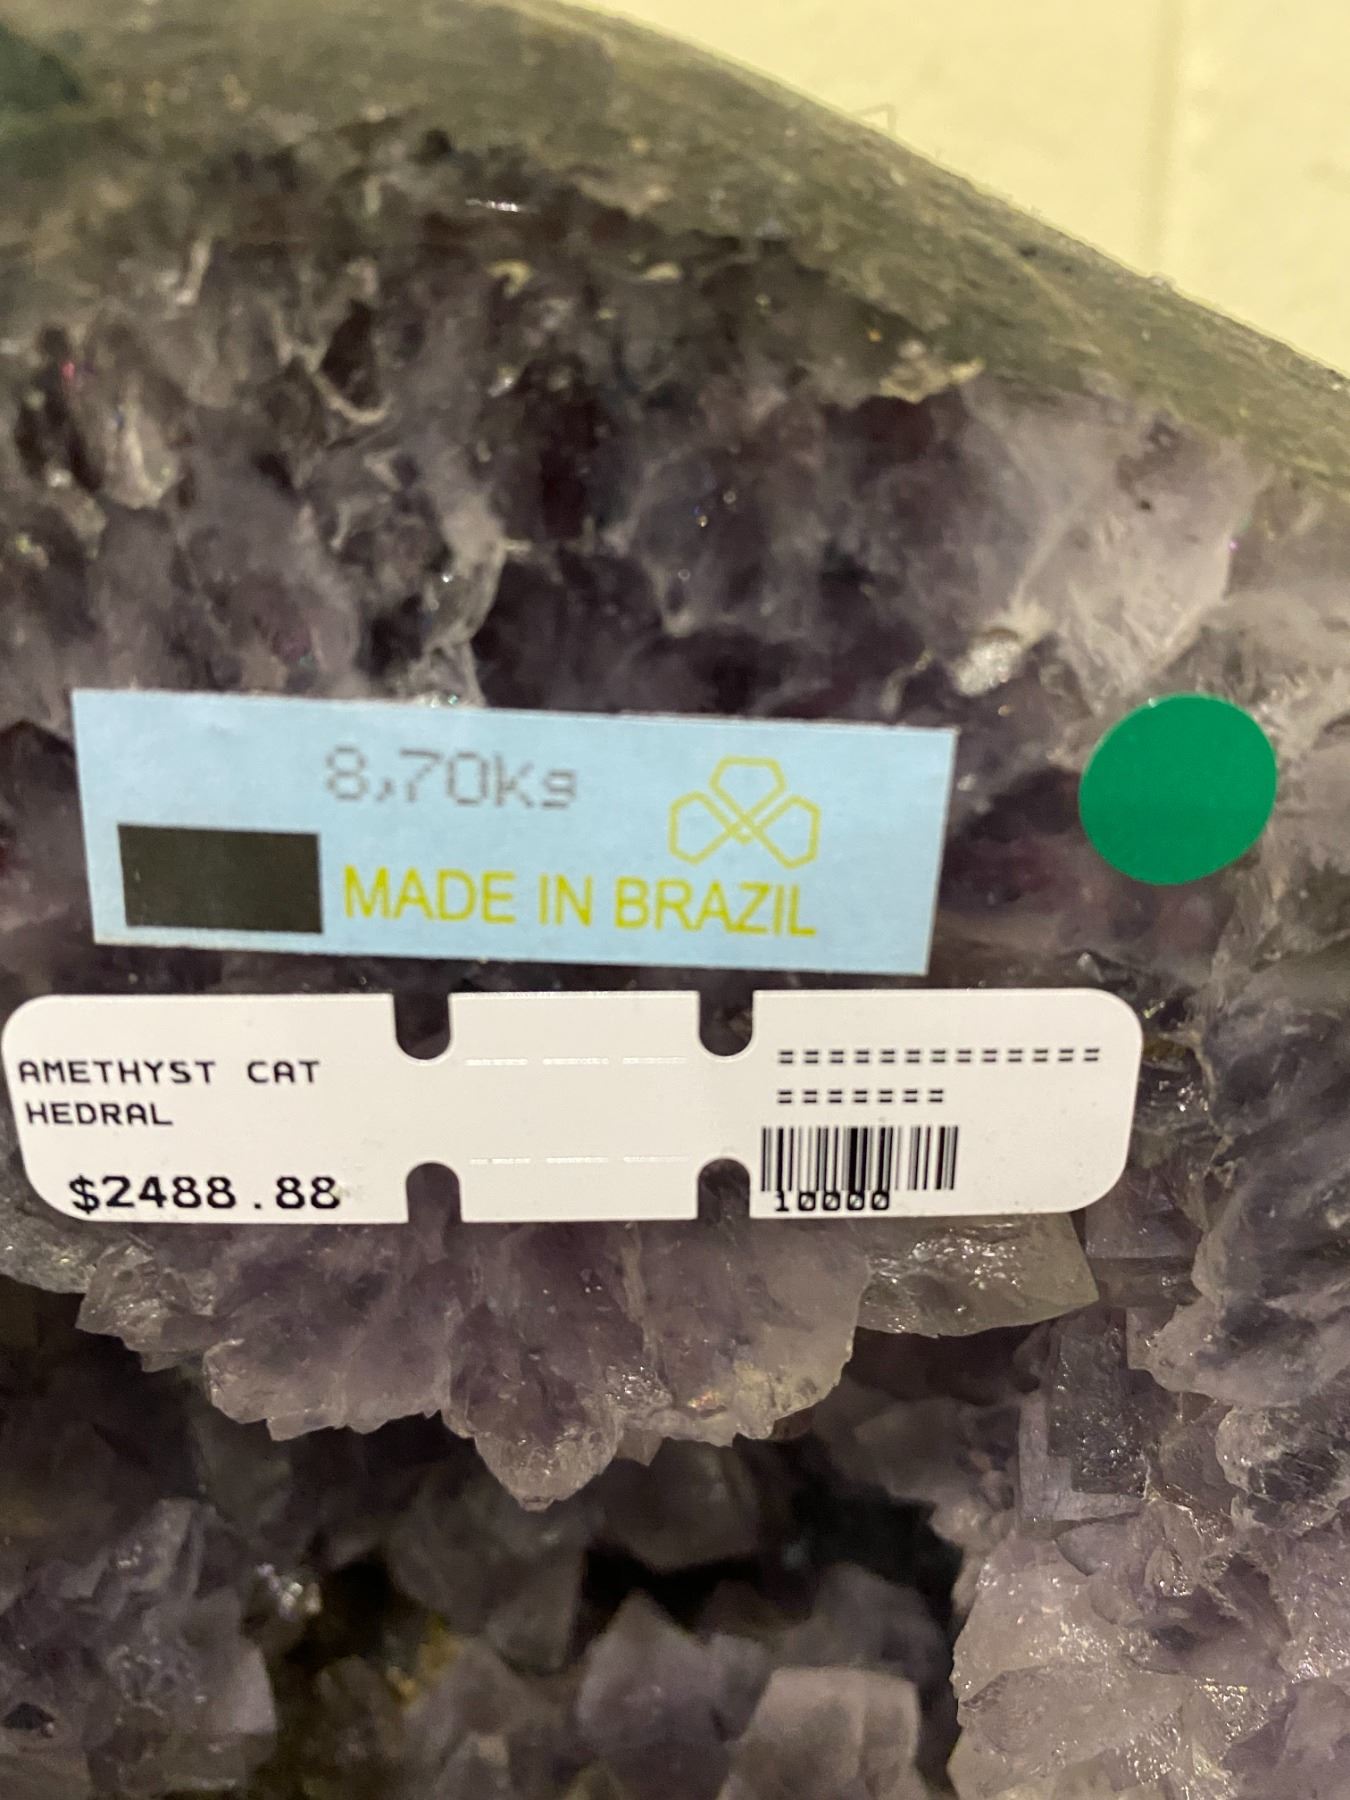 8,70Kg
MADE IN BRAZIL
AMETHYST CAT
HEDRAL
$2488.88
=============
=======
10000